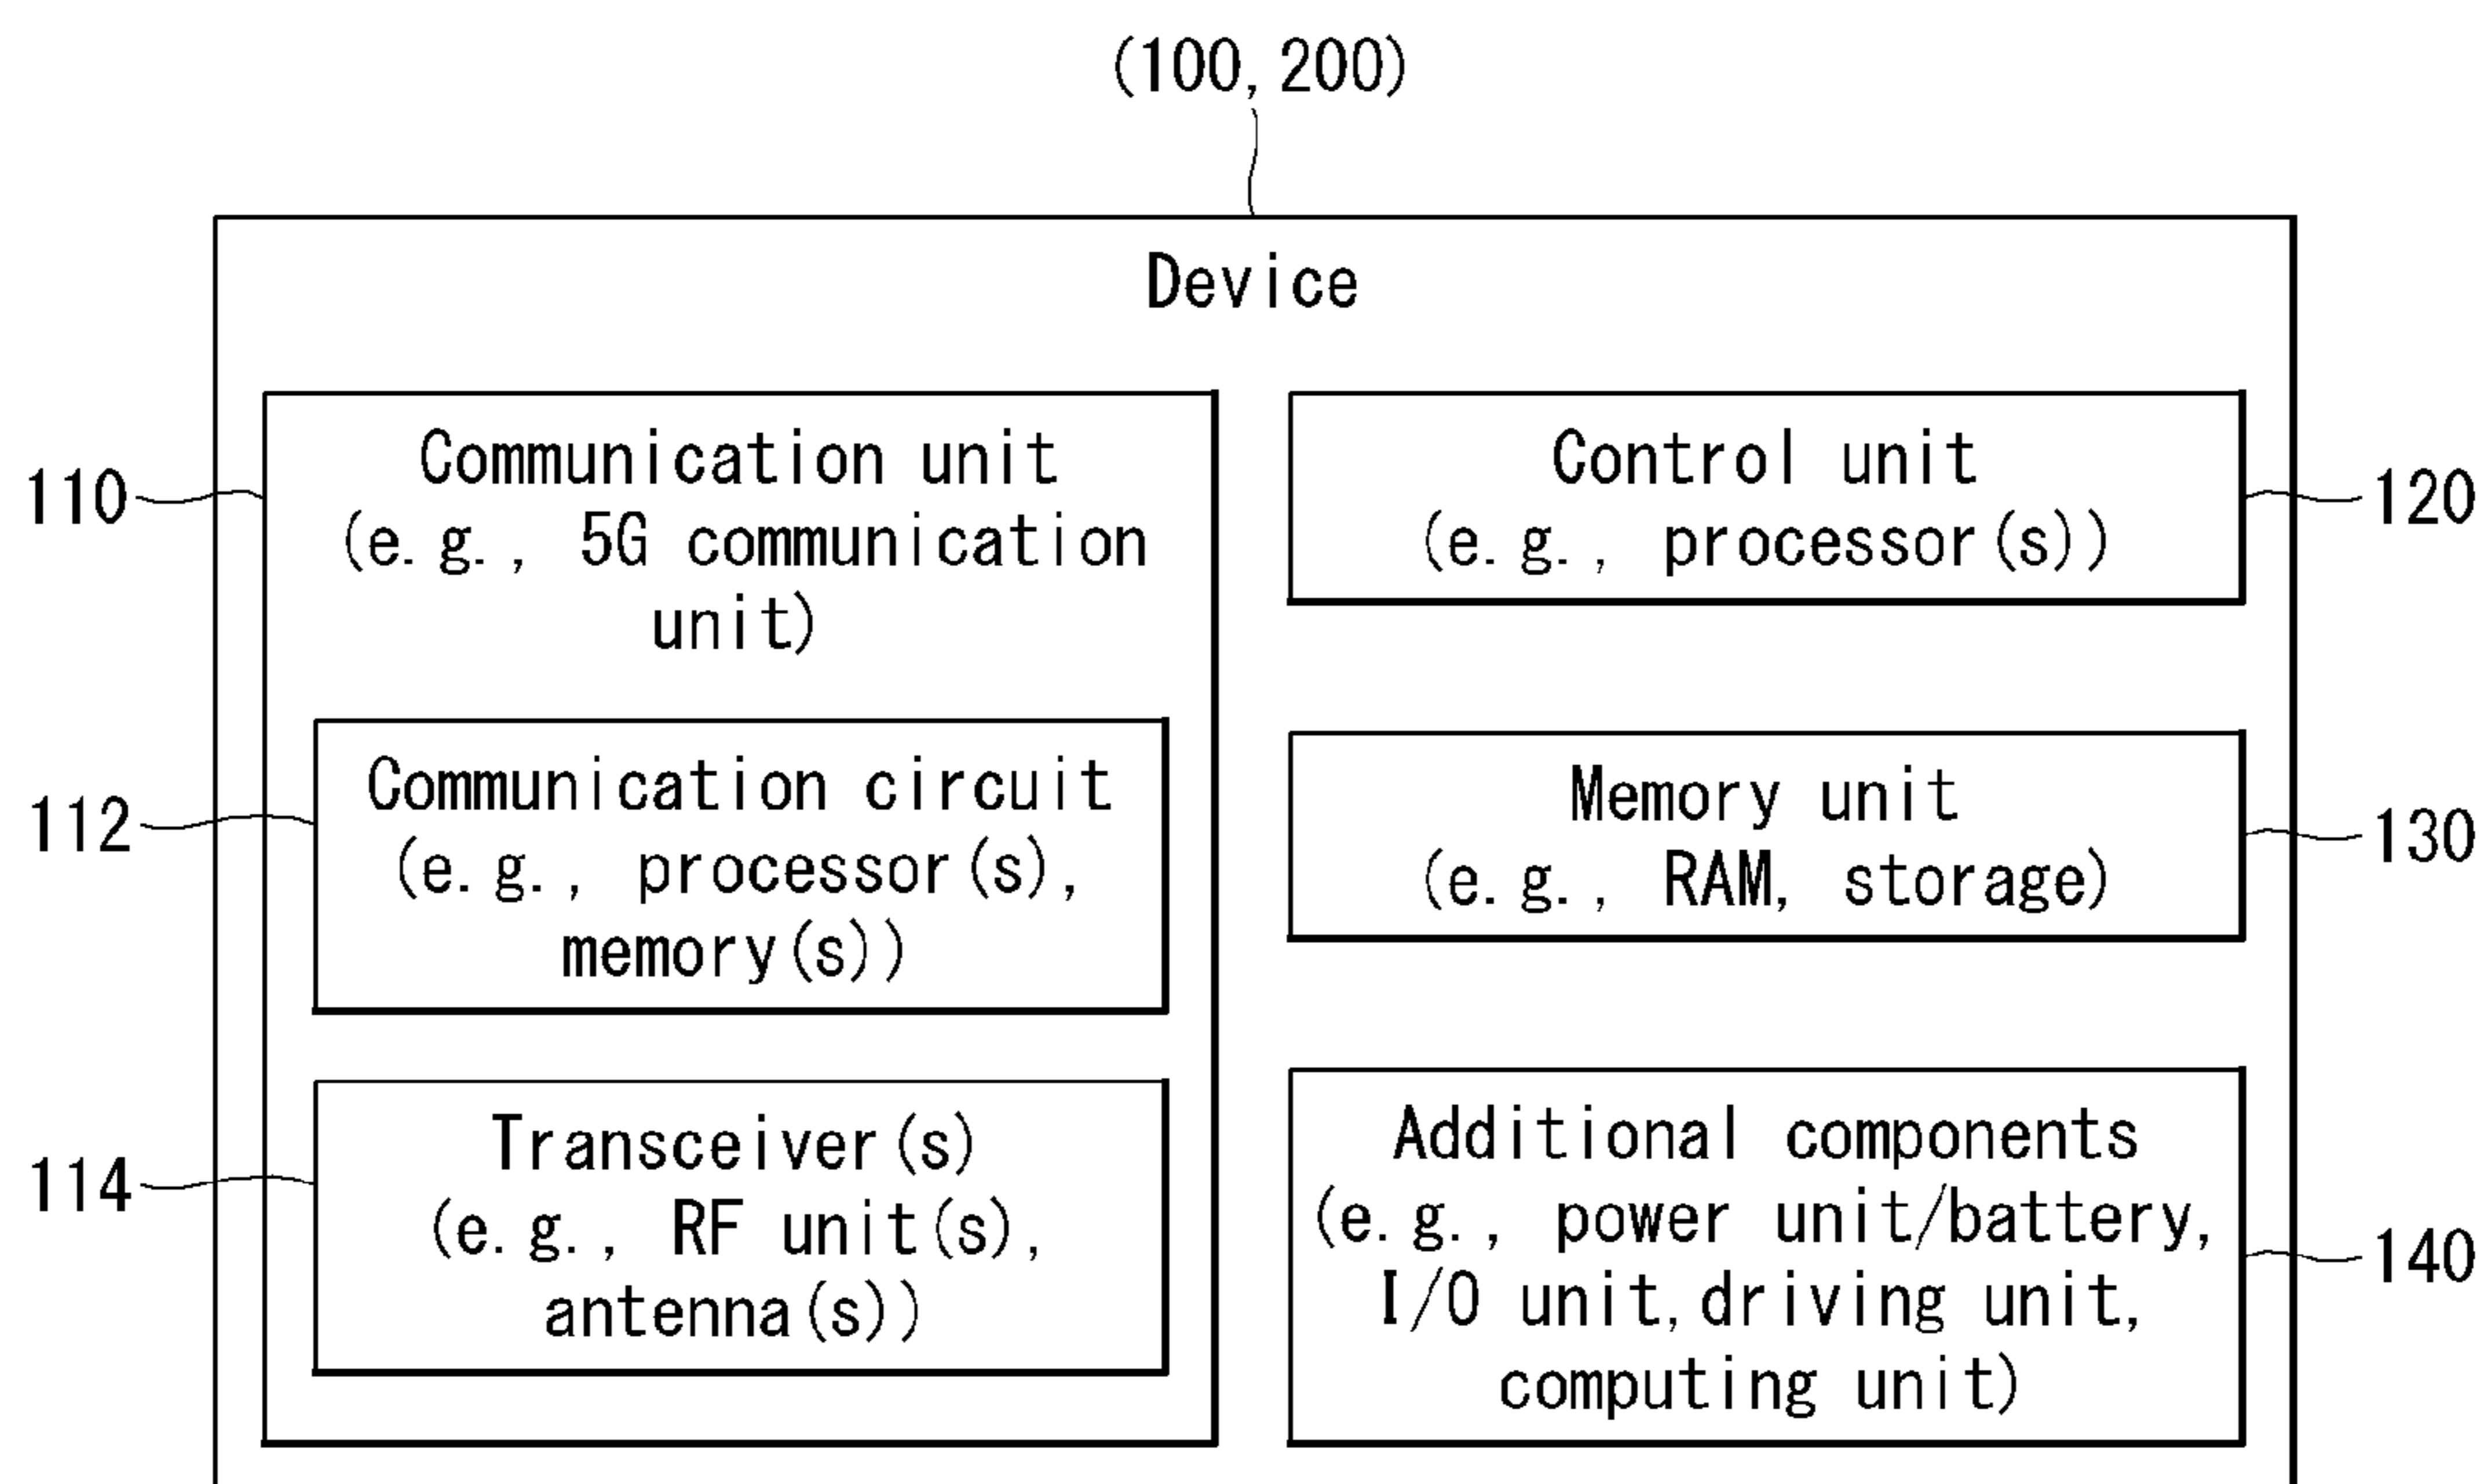 (100, 200)
Device
110
Communication unit
(e.g., 5G communication
unit)
112
Communication circuit
(e.g., processor(s),
memory(s))
114
Transceiver(s)
(e.g., RF unit(s),
antenna(s))
Control unit
(e.g., processor(s))
120
Memory unit
(e.g., RAM, storage)
130
Additional components
(e.g., power unit/battery,
I/O unit, driving unit,
computing unit)
140